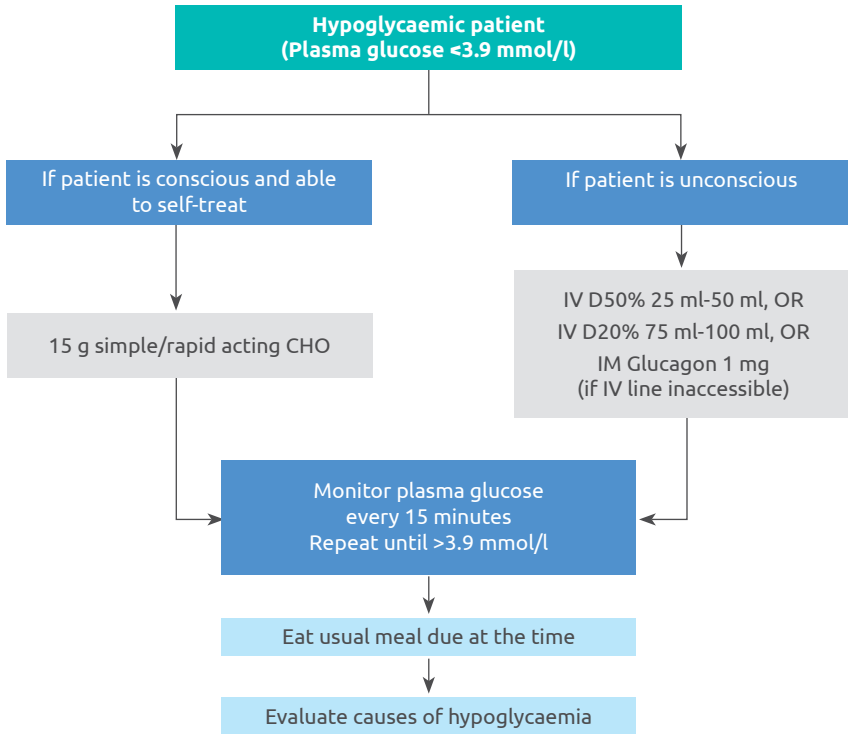 Hypoglycaemic patient
(Plasma glucose <3.9 mmol/l)
If patient is conscious and able
to self-treat
If patient is unconscious
15 g simple/rapid acting CHO
IV D50% 25 ml-50 ml, OR
IV D20% 75 ml-100 ml, OR
IM Glucagon 1 mg
(if IV line inaccessible)
Monitor plasma glucose
every 15 minutes
Repeat until >3.9 mmol/l
Eat usual meal due at the time
Evaluate causes of hypoglycaemia